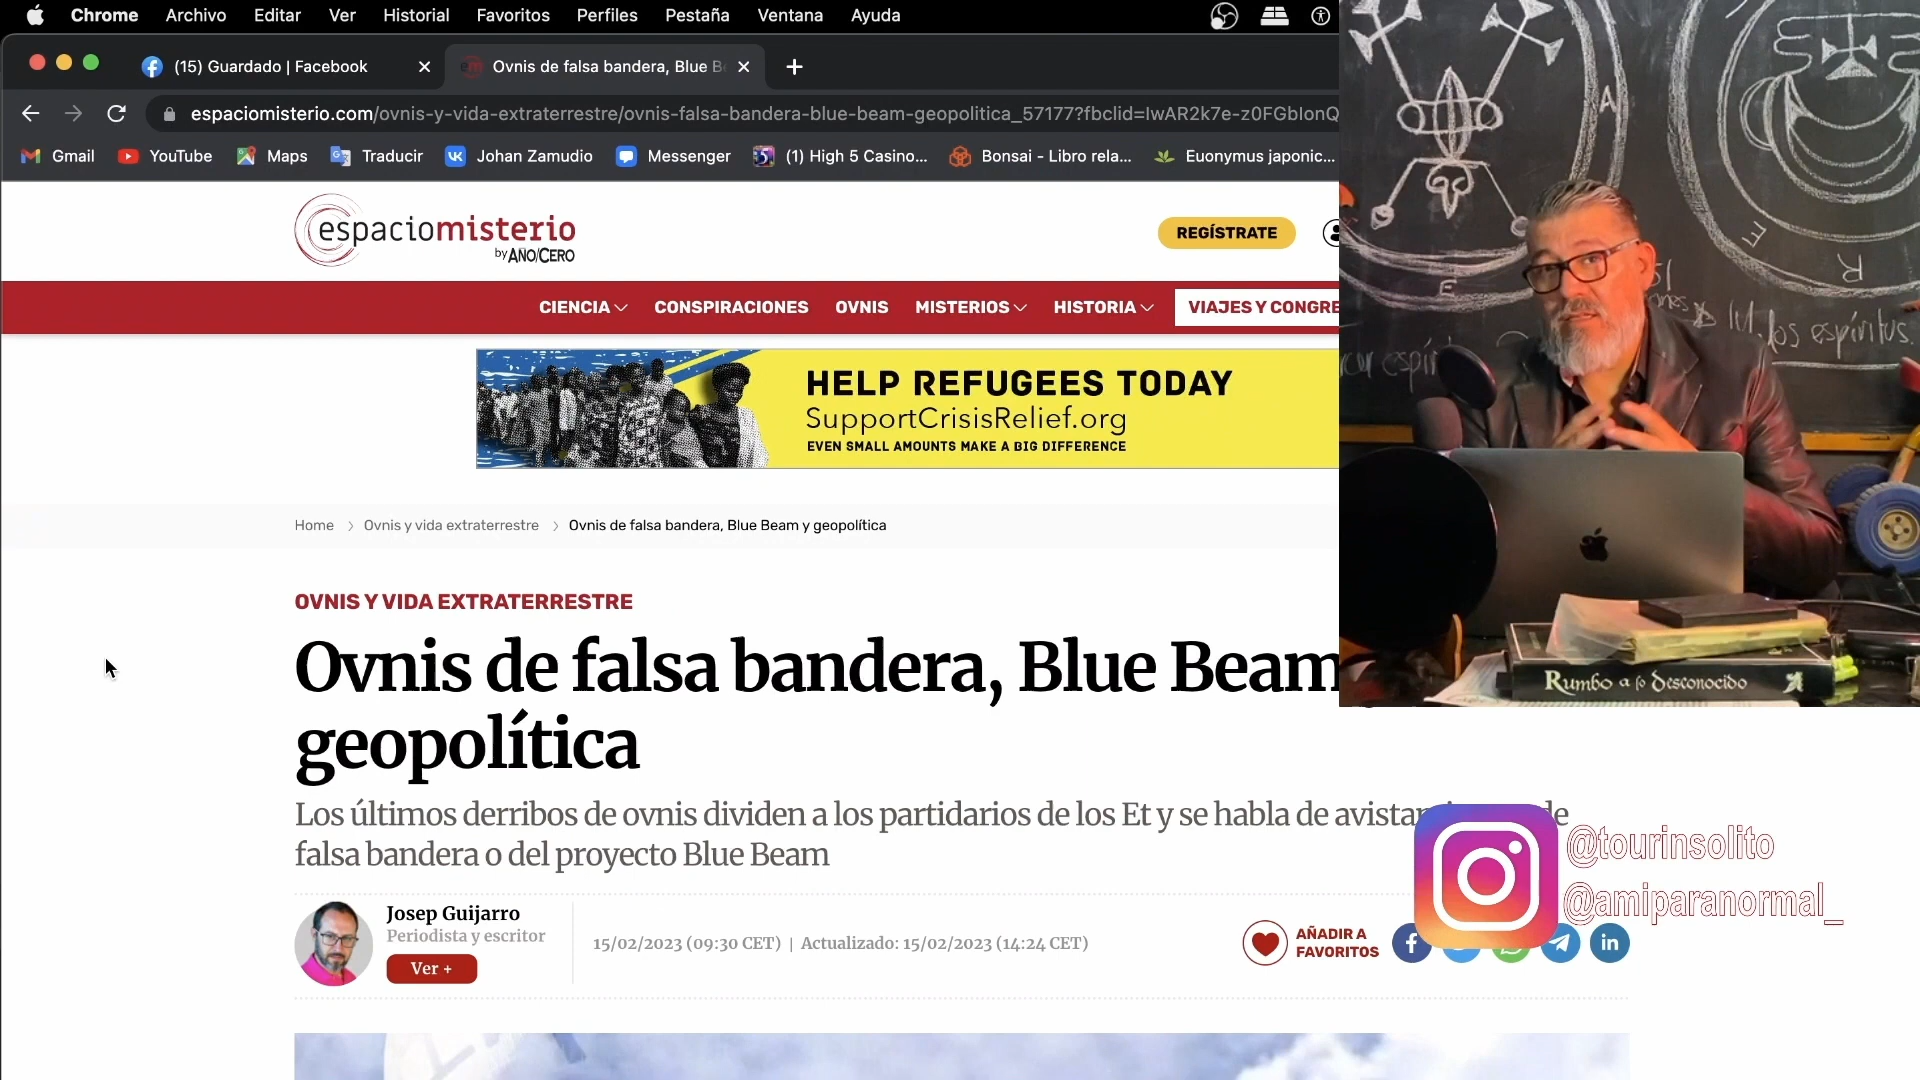 Chrome Archivo Editar Ver Historial Favoritos Perfiles Pestaña Ventana Ayuda
(15) Guardado | Facebook
Ovnis de falsa bandera, Blue B
espaciomisterio.com/ovnis-y-vida-extraterrestre/ovnis-falsa-bandera-blue-beam-geopolitica_57177?fbclid=IwAR2k7e-z0FGbIonQ
Gmail YouTube Maps Traducir Johan Zamudio Messenger (1) High 5 Casino... Bonsai - Libro rela... Euonymus japonic...
espaciomisterio
by AÑO/CERO
REGÍSTRATE
CIENCIA CONSPIRACIONES OVNIS MISTERIOS HISTORIA VIAJES Y CONGRE
HELP REFUGEES TODAY
SupportCrisisRelief.org
EVEN SMALL AMOUNTS MAKE A BIG DIFFERENCE
Home > Ovnis y vida extraterrestre > Ovnis de falsa bandera, Blue Beam y geopolítica
OVNIS Y VIDA EXTRATERRESTRE
Ovnis de falsa bandera, Blue Beam
geopolítica
Los últimos derribos de ovnis dividen a los partidarios de los Et y se habla de de
falsa bandera o del proyecto Blue Beam
Josep Guijarro
Periodista y escritor
Ver +
15/02/2023 (09:30 CET) | Actualizado: 15/02/2023 (14:24 CET)
AÑADIR A
FAVORITOS
A
E
E
R
los espíritus.
Rumbo a lo desconocido
@tourinsolito
@amiparanormal_